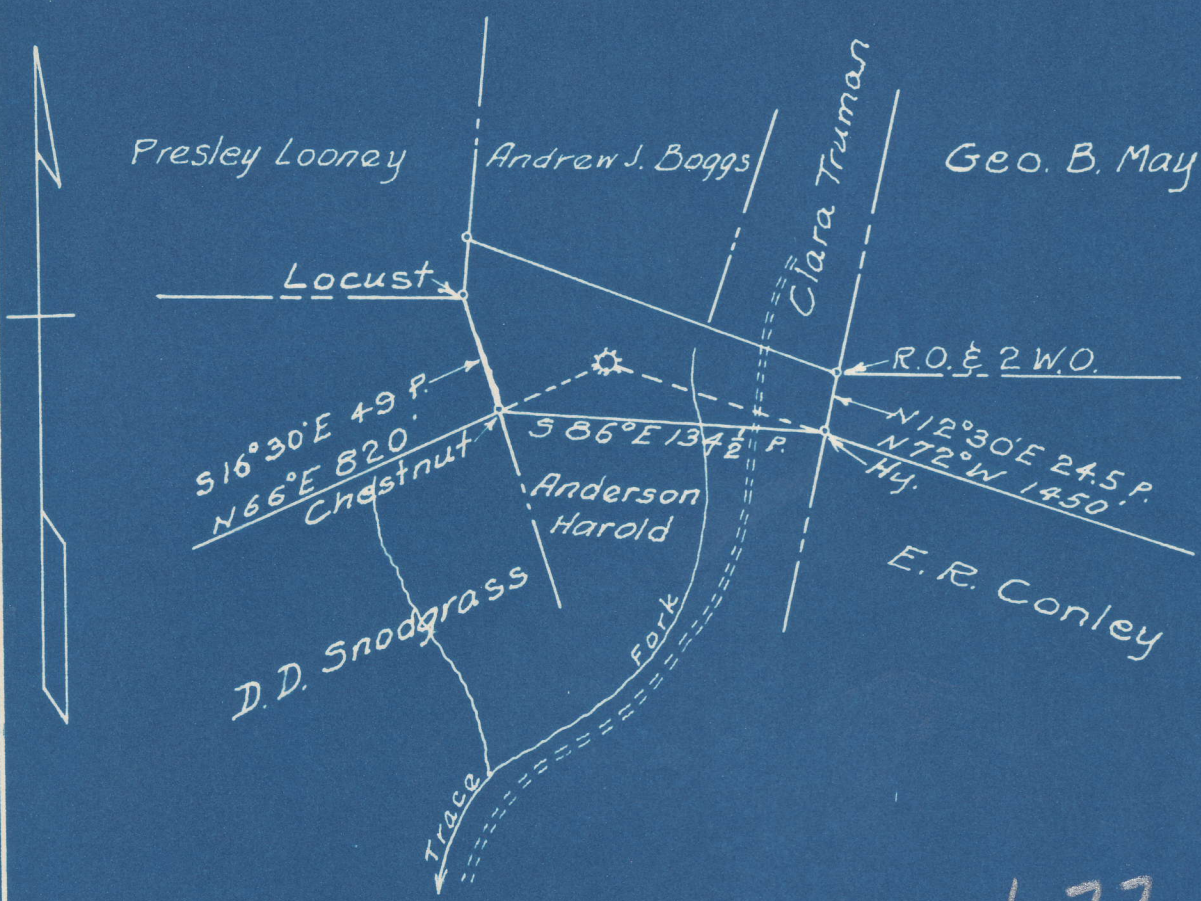 Presley Looney
Andrew J. Boggs
Clara Truman
Geo. B. May
Locust
R.O. & 2 W.O.
S16°30'E 49 P.
N66°E 820'
Chestnut
S 86°E 134½ P.
N12°30'E 24.5 P.
N72°W 1450'
Hy.
Anderson
Harold
E. R. Conley
D. D. Snodgrass
Fork
Trace